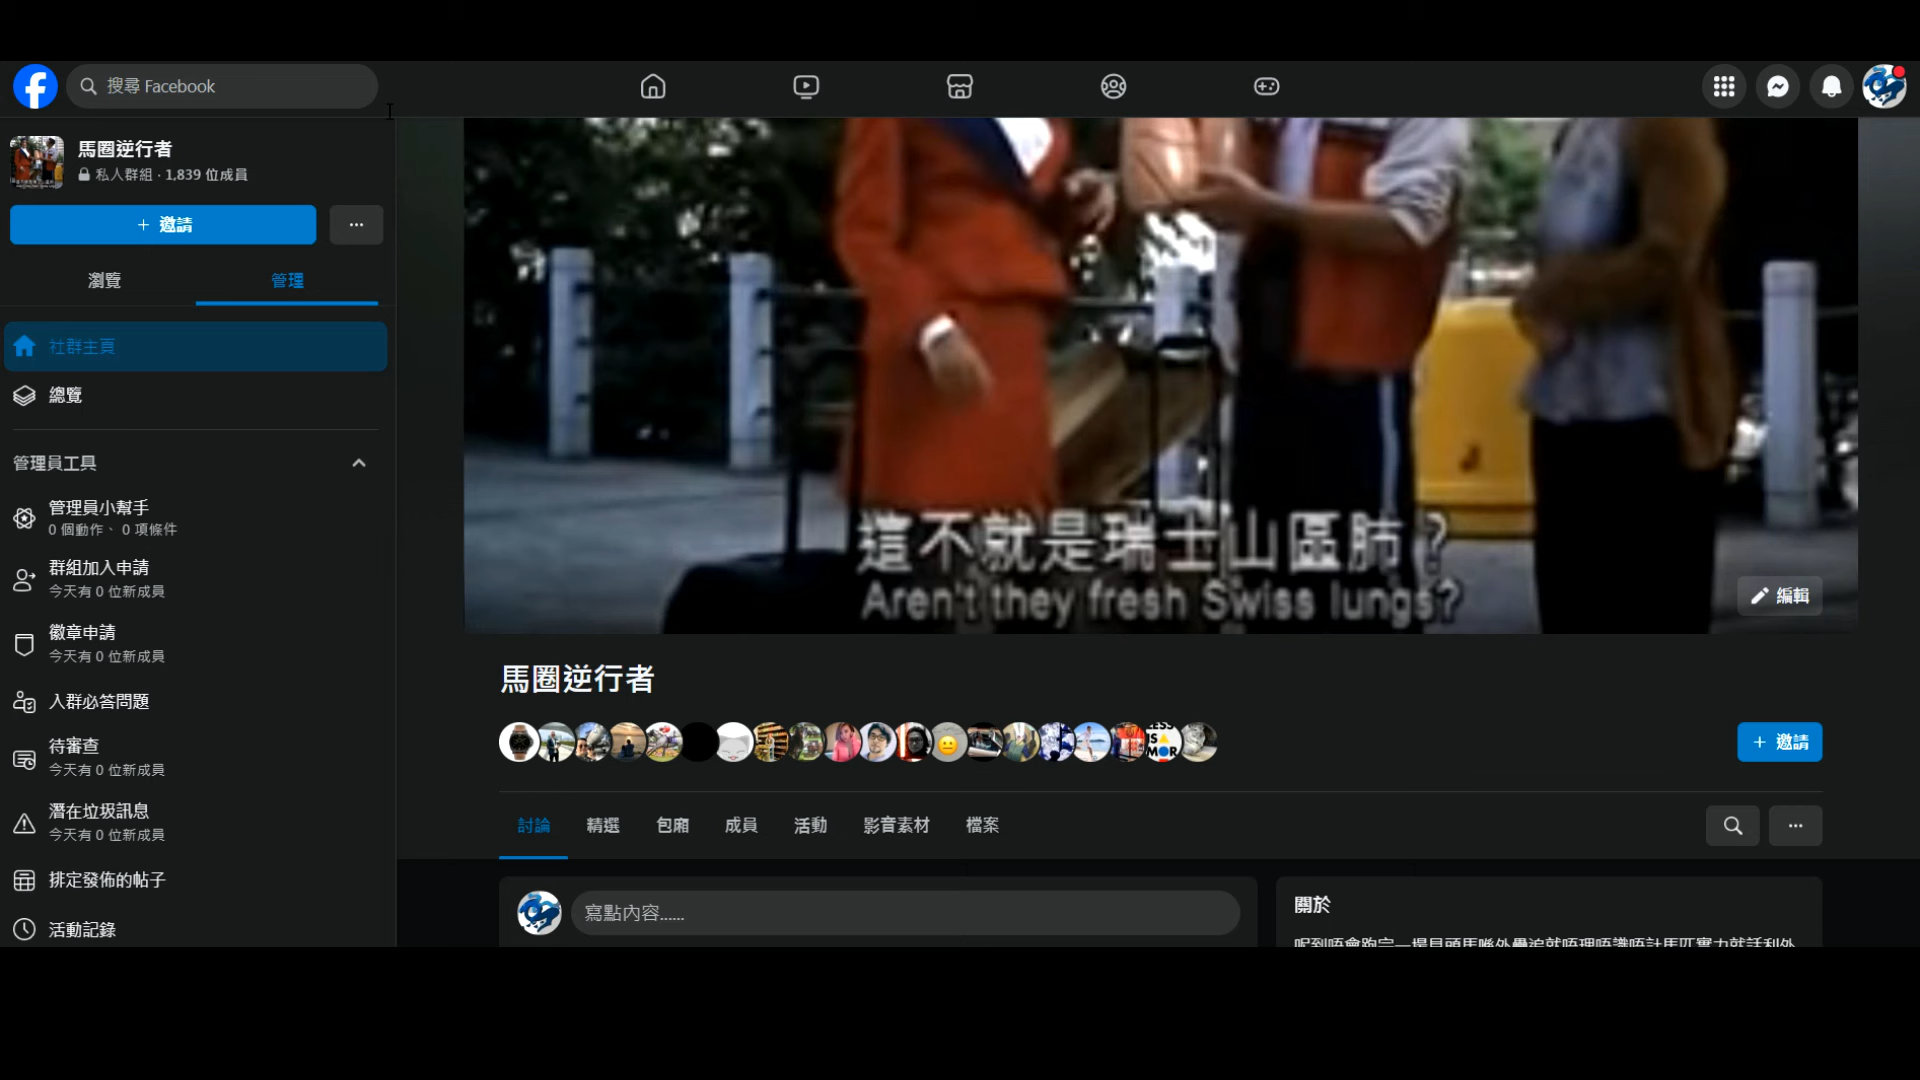 搜尋 Facebook
馬圈逆行者
私人群組 · 1,839 位成員
+ 邀請
瀏覽
管理
社群主頁
總覽
管理員工具
管理員小幫手
0 個動作、 0 項條件
群組加入申請
今天有 0 位新成員
徽章申請
今天有 0 位新成員
入群必答問題
待審查
今天有 0 位新成員
潛在垃圾訊息
今天有 0 位新成員
排定發佈的帖子
活動記錄
這不就是瑞士山區肺？
Aren't they fresh Swiss lungs?
編輯
馬圈逆行者
+ 邀請
討論
精選
包廂
成員
活動
影音素材
檔案
寫點內容......
關於